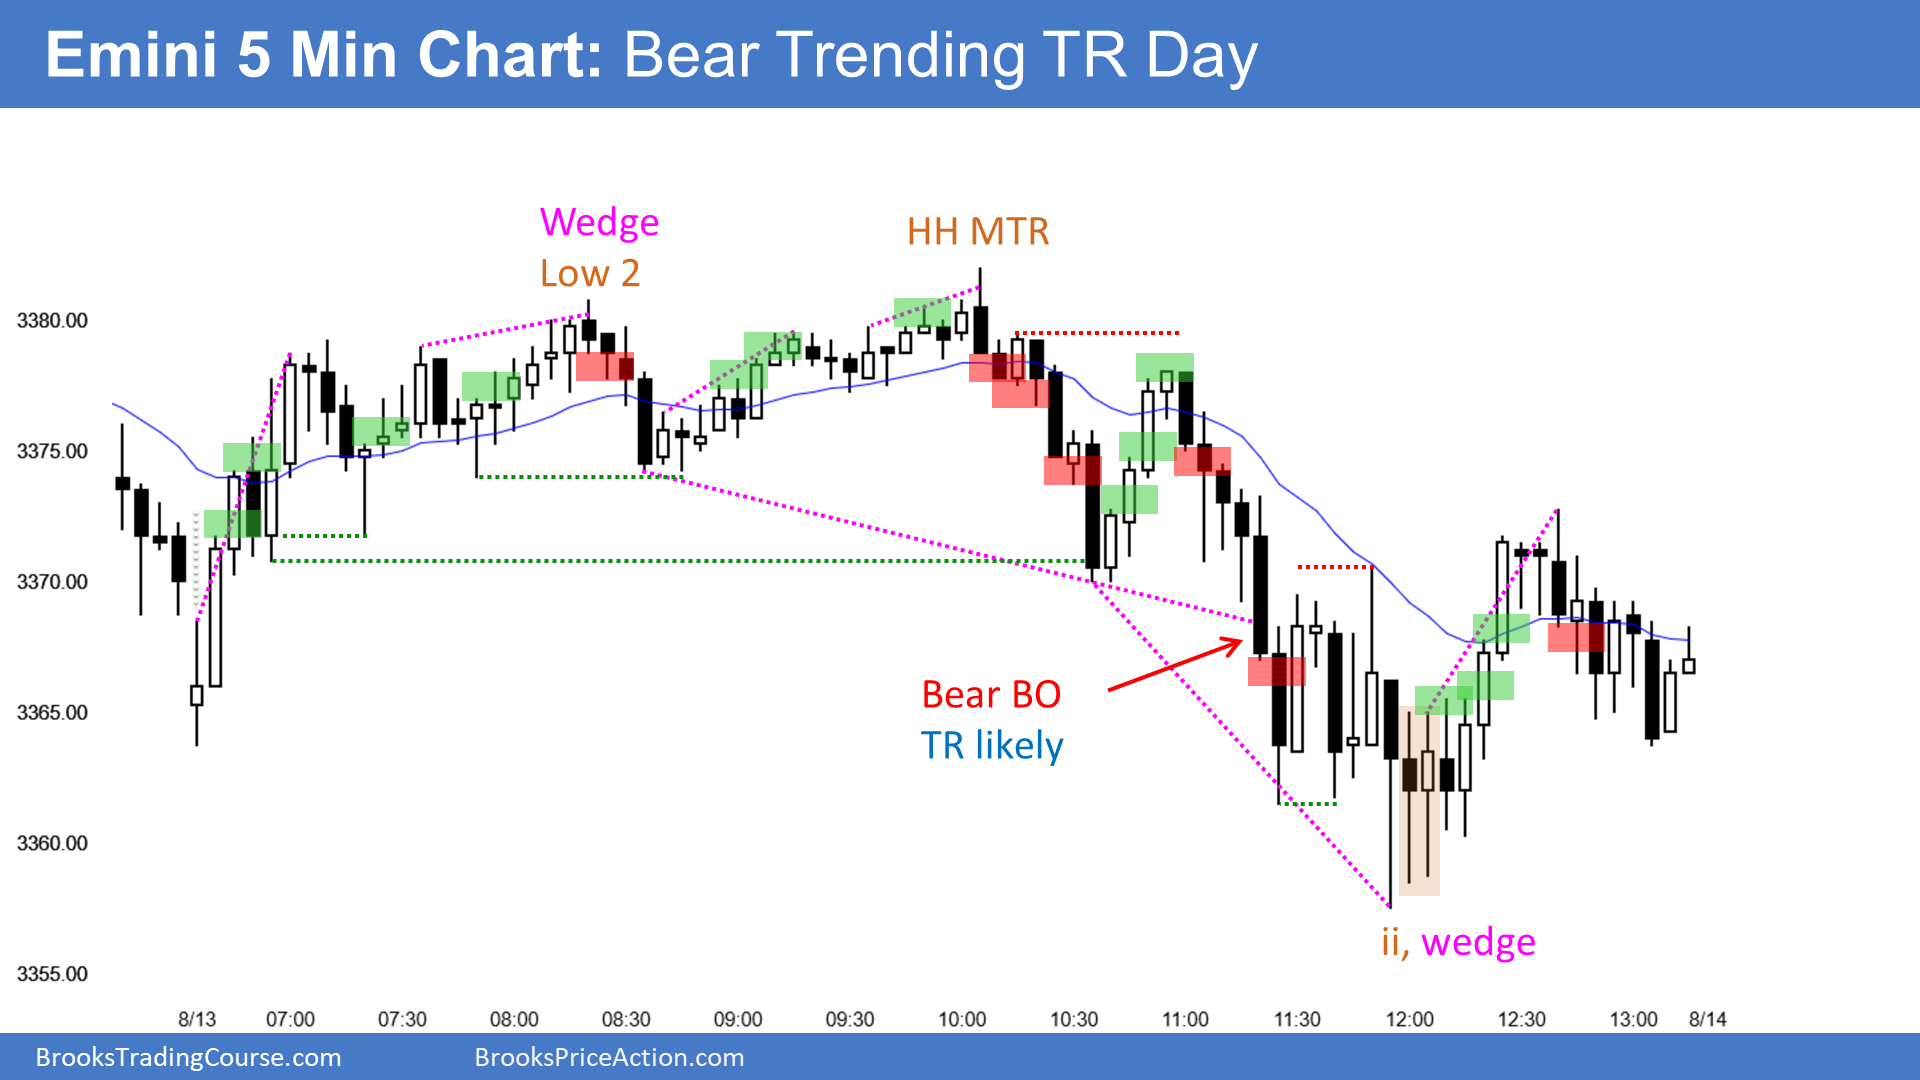 Emini 5 Min Chart: Bear Trending TR Day
Wedge
Low 2
HH MTR
3380.00
3375.00
3370.00
3365.00
3360.00
3355.00
Bear BO
TR likely
ii, wedge
8/13 07:00 07:30 08:00 08:30 09:00 09:30 10:00 10:30 11:00 11:30 12:00 12:30 13:00 8/14
BrooksTradingCourse.com BrooksPriceAction.com